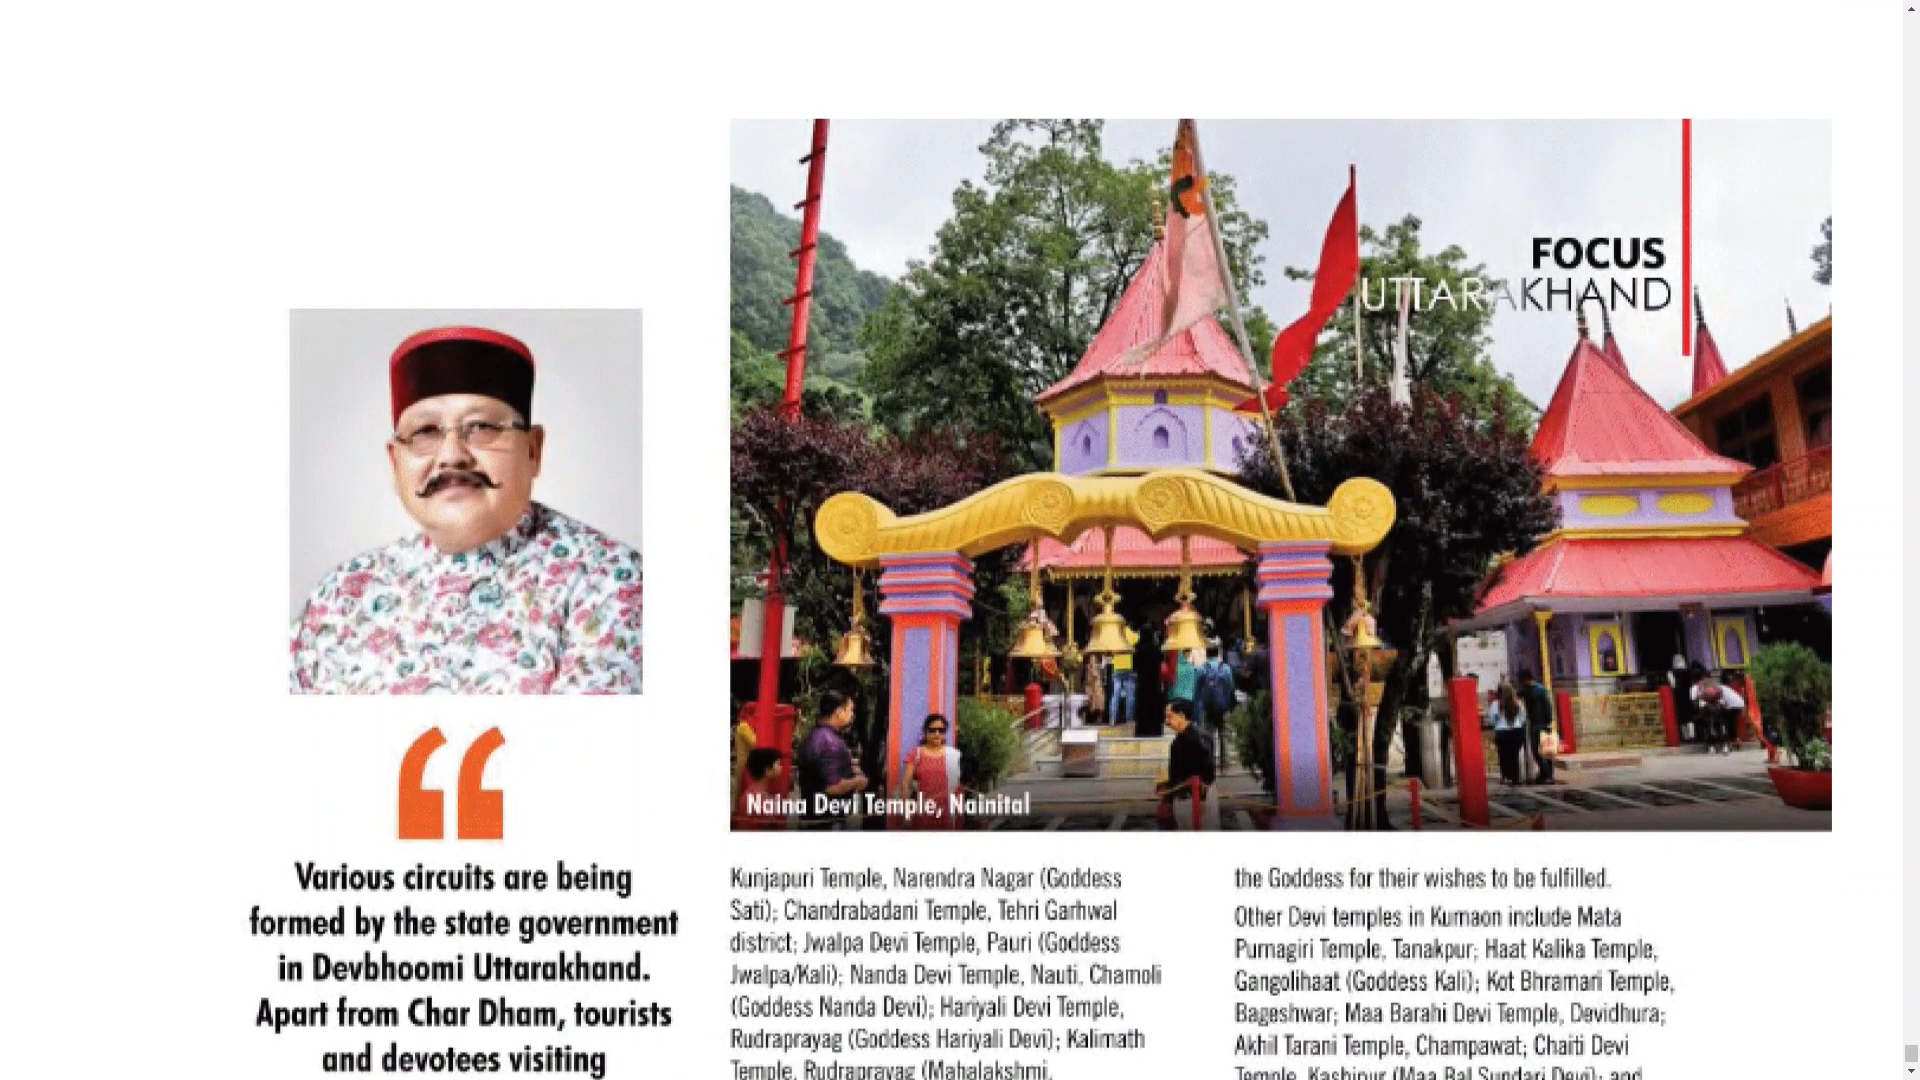 FOCUS
UTTARAKHAND
Naina Devi Temple, Nainital
Various circuits are being
formed by the state government
in Devbhoomi Uttarakhand.
Apart from Char Dham, tourists
and devotees visiting
Kunjapuri Temple, Narendra Nagar (Goddess
Sati); Chandrabadani Temple, Tehri Garhwal
district; Jwalpa Devi Temple, Pauri (Goddess
Jwalpa/Kali); Nanda Devi Temple, Nauti, Chamoli
(Goddess Nanda Devi); Hariyali Devi Temple,
Rudraprayag (Goddess Hariyali Devi); Kalimath
Temple, Rudraprayag (Mahalakshmi,
the Goddess for their wishes to be fulfilled.
Other Devi temples in Kumaon include Mata
Purnagiri Temple, Tanakpur; Haat Kalika Temple,
Gangolihaat (Goddess Kali); Kot Bhramari Temple,
Bageshwar; Maa Barahi Devi Temple, Devidhura;
Akhil Tarani Temple, Champawat; Chaiti Devi
Temple, Kashipur (Maa Bal Sundari Devi); and